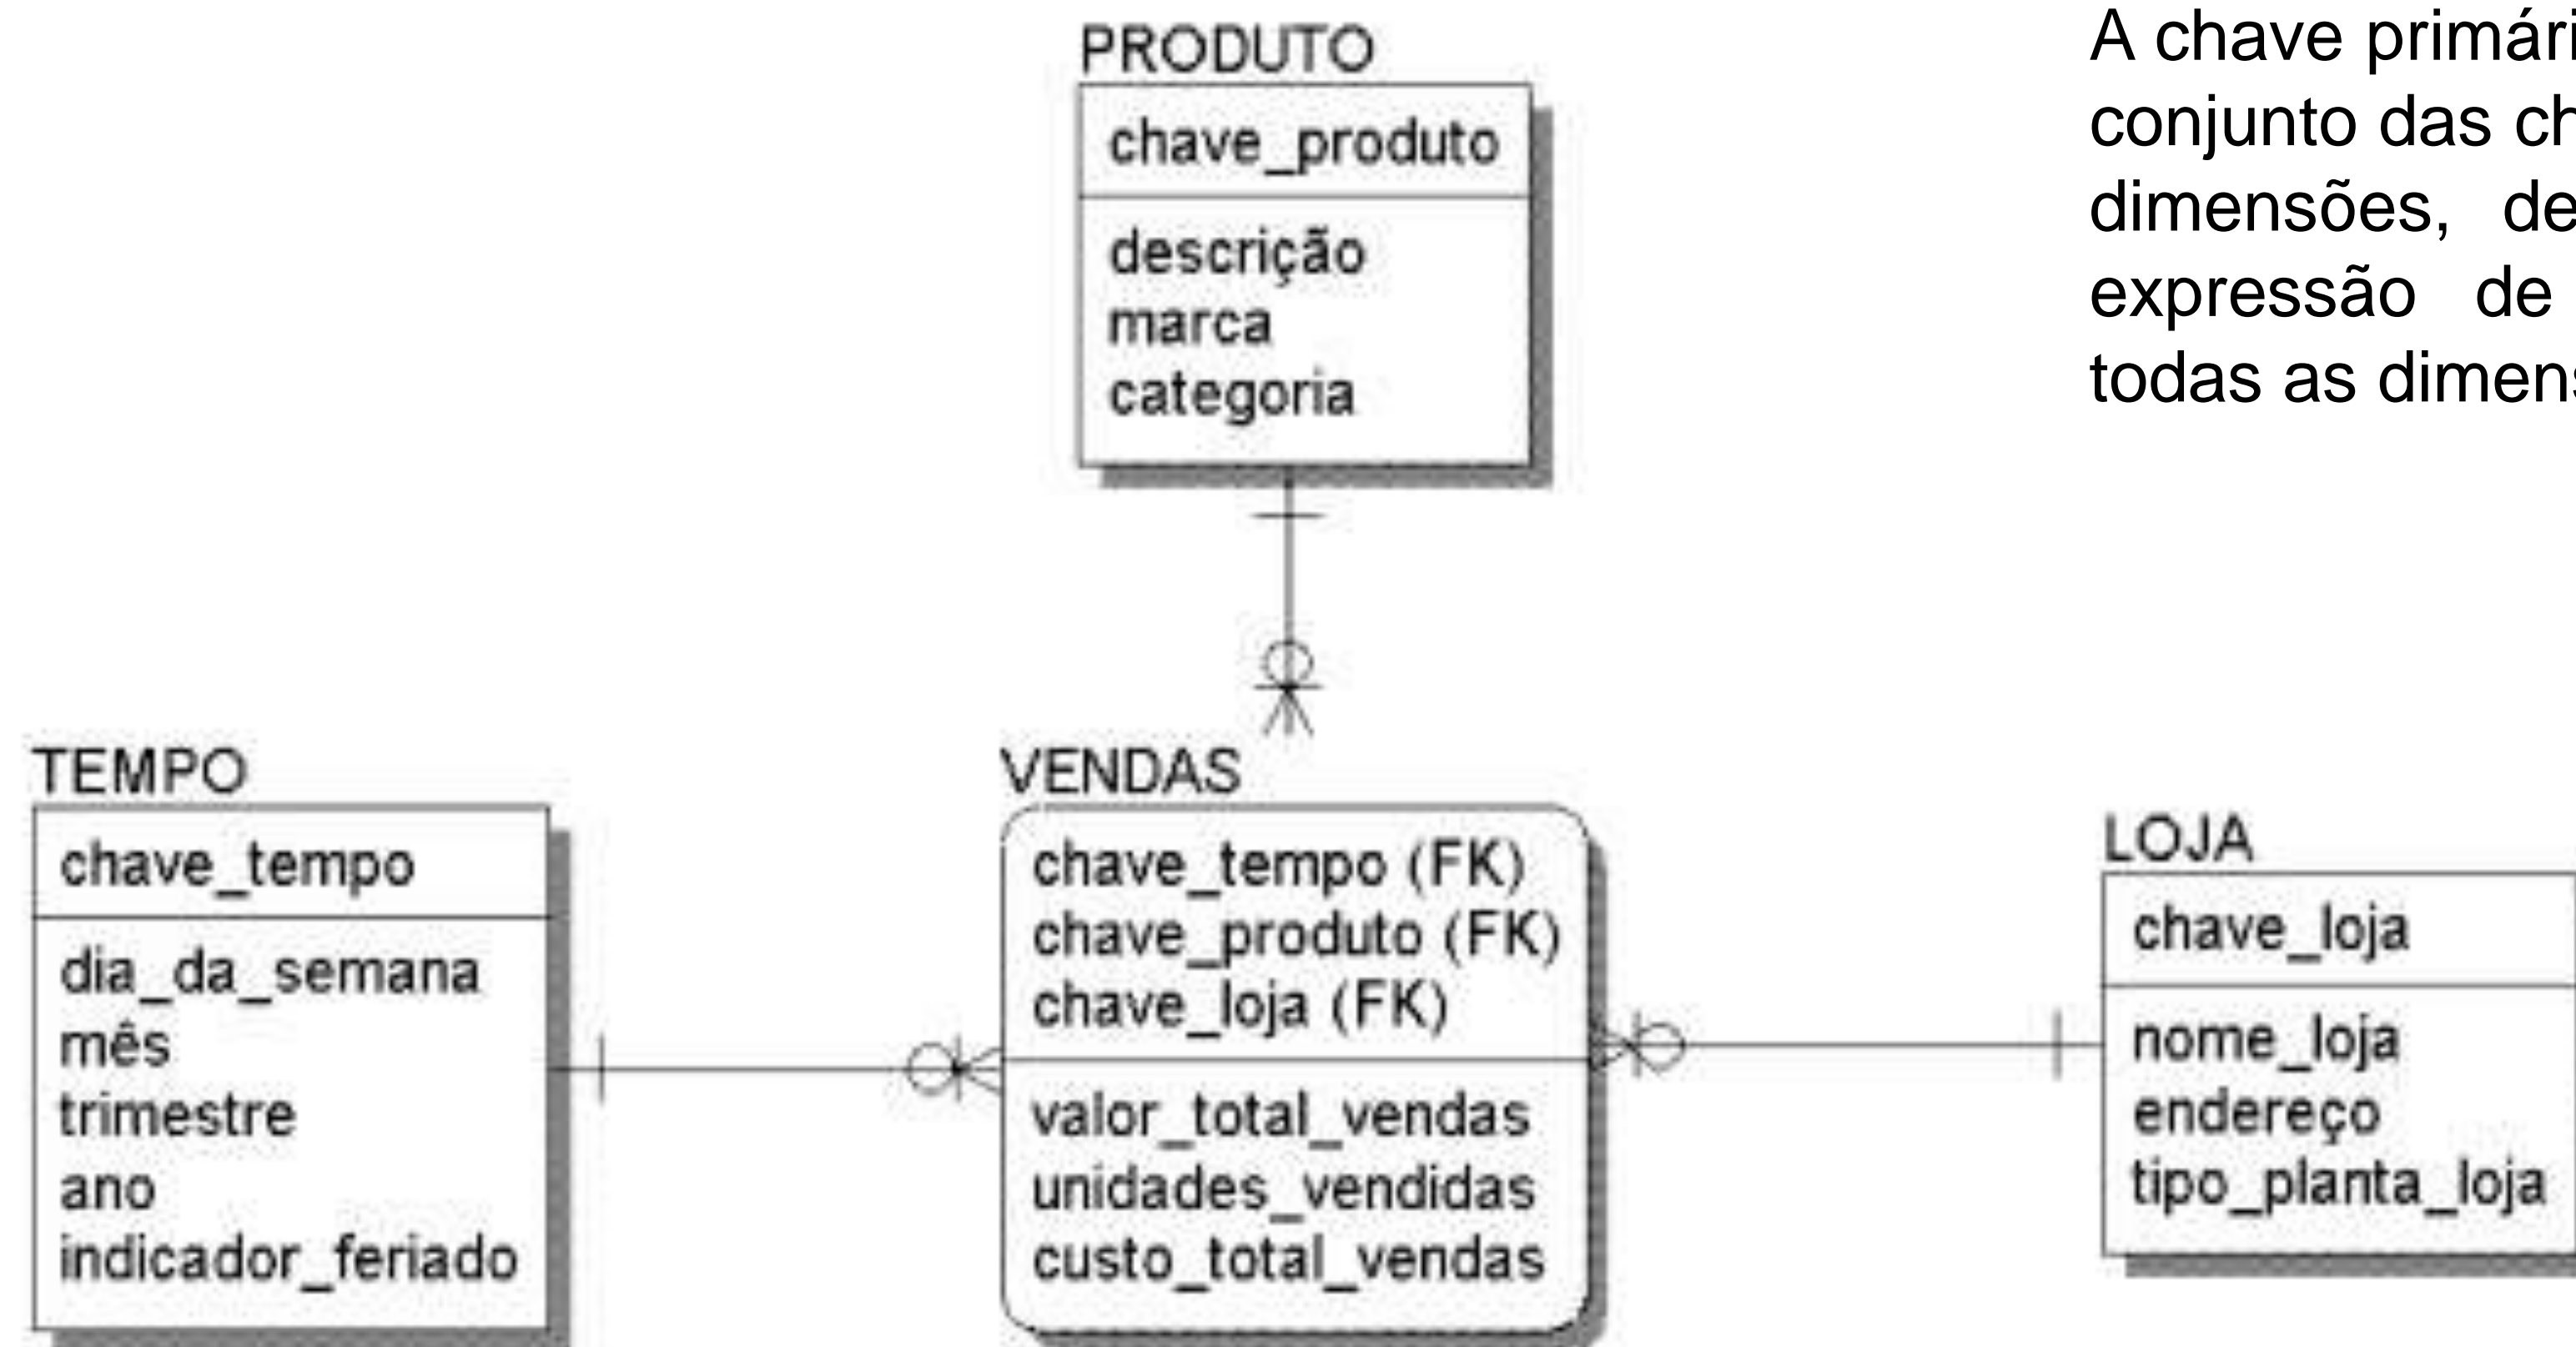 PRODUTO
chave_produto
descrição
marca
categoria
A chave primári
conjunto das ch
dimensões, de
expressão de
todas as dimens
TEMPO
chave_tempo
dia_da_semana
mês
trimestre
ano
indicador_feriado
VENDAS
chave_tempo (FK)
chave_produto (FK)
chave_loja (FK)
valor_total_vendas
unidades_vendidas
custo_total_vendas
LOJA
chave_loja
nome_loja
endereço
tipo_planta_loja